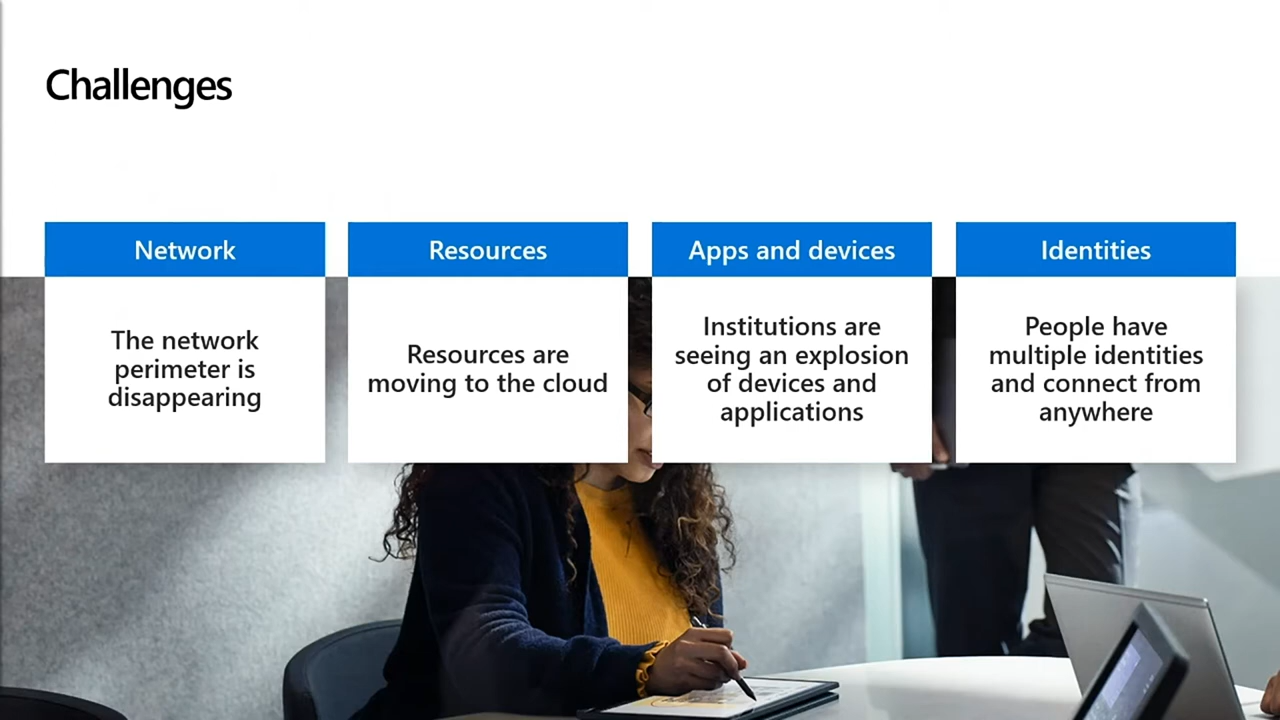 Challenges
Network
The network
perimeter is
disappearing
Resources
Resources are
moving to the cloud
Apps and devices
Institutions are
seeing an explosion
of devices and
applications
Identities
People have
multiple identities
and connect from
anywhere